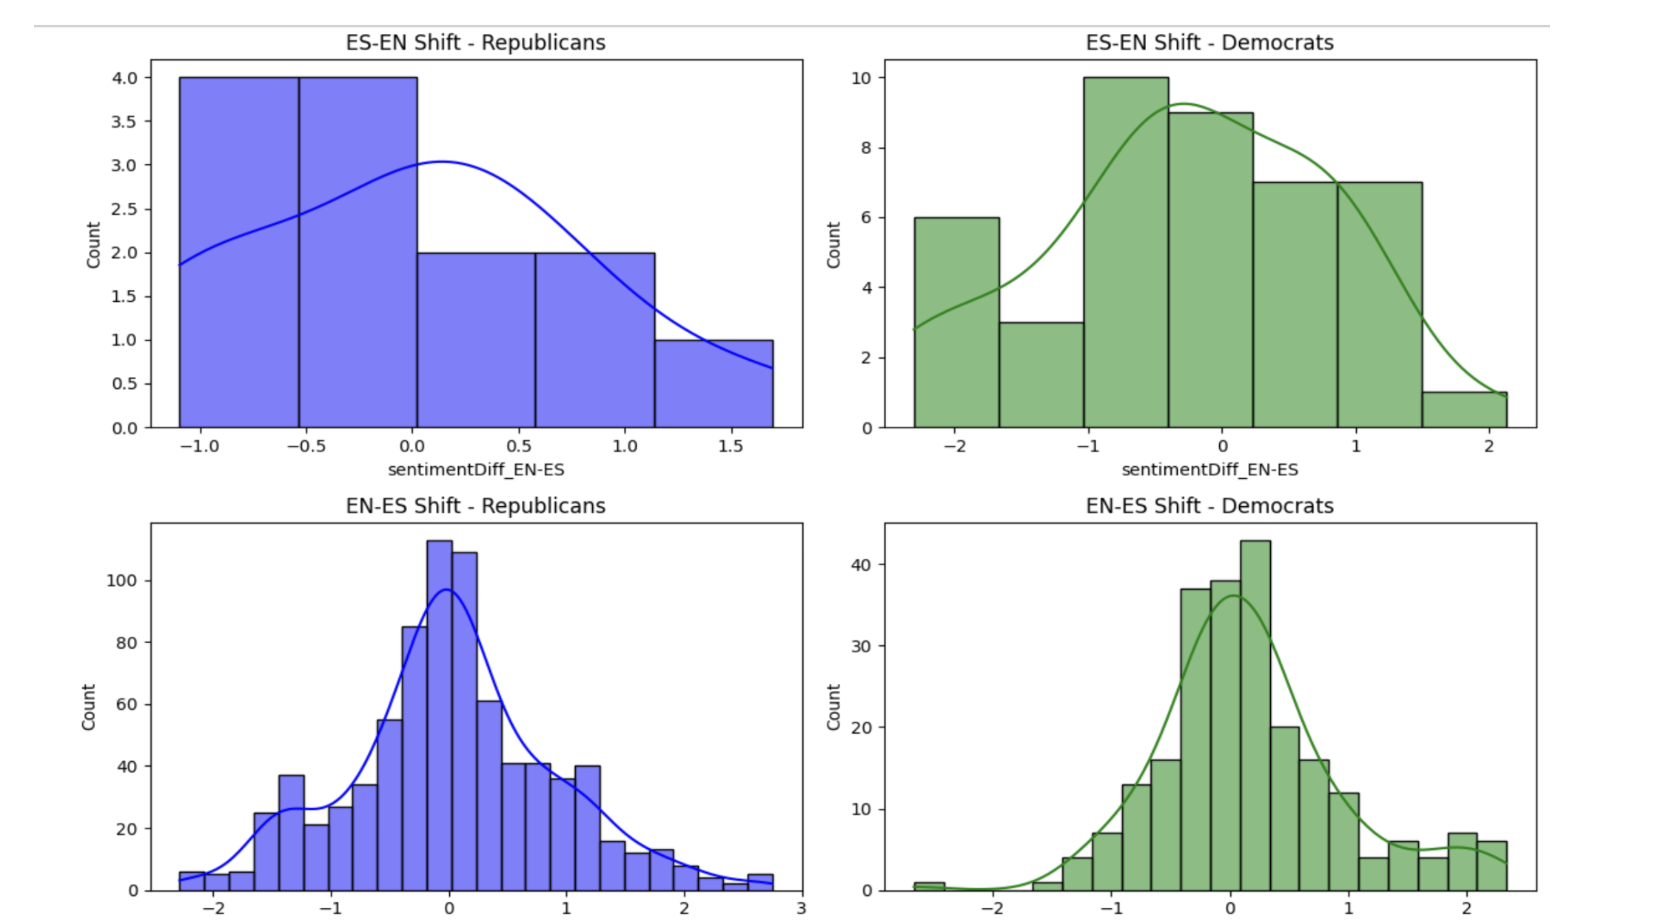 ES-EN Shift - Republicans
4.0
3.5
3.0
2.5
2.0
1.5
1.0
0.5
0.0
Count
−1.0 −0.5 0.0 0.5 1.0 1.5
sentimentDiff_EN-ES
ES-EN Shift - Democrats
10
8
6
4
2
0
Count
−2 −1 0 1 2
sentimentDiff_EN-ES
EN-ES Shift - Republicans
100
80
60
40
20
0
Count
−2 −1 0 1 2 3
EN-ES Shift - Democrats
40
30
20
10
0
Count
−2 −1 0 1 2